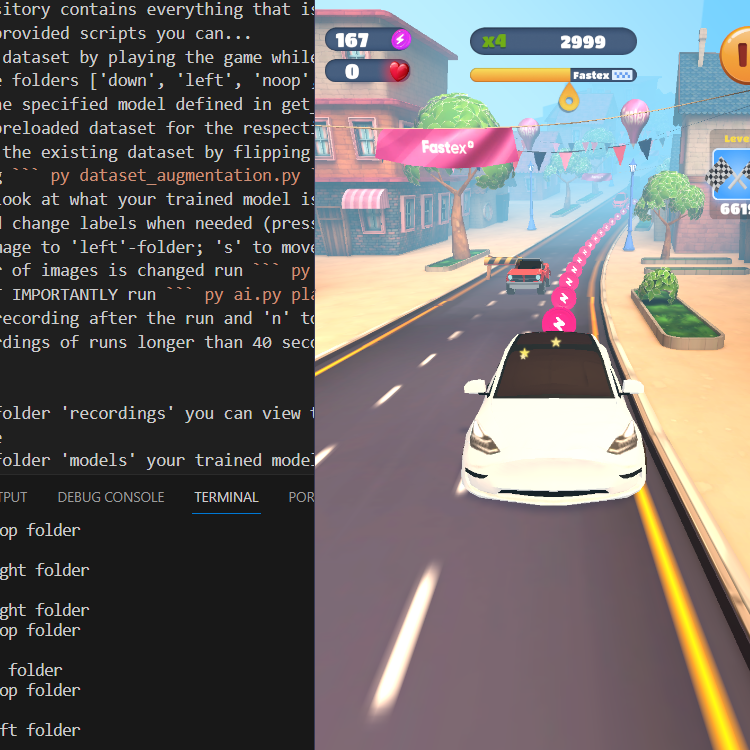 sitory contains everything that is
provided scripts you can...
dataset by playing the game while
e folders ['down', 'left', 'noop',
he specified model defined in get
preloaded dataset for the respecti
the existing dataset by flipping
g ``` py dataset_augmentation.py `
look at what your trained model is
d change labels when needed (press
mage to 'left'-folder; 's' to move
r of images is changed run ``` py
T IMPORTANTLY run ``` py ai.py pla
recording after the run and 'n' to
rdings of runs longer than 40 seco
folder 'recordings' you can view t
e
folder 'models' your trained model
TPUT DEBUG CONSOLE TERMINAL POR
op folder
ght folder
ght folder
op folder
folder
op folder
ft folder
167
0
x4 2999
Fastex
Fastex
Leve
6619
N
N
N